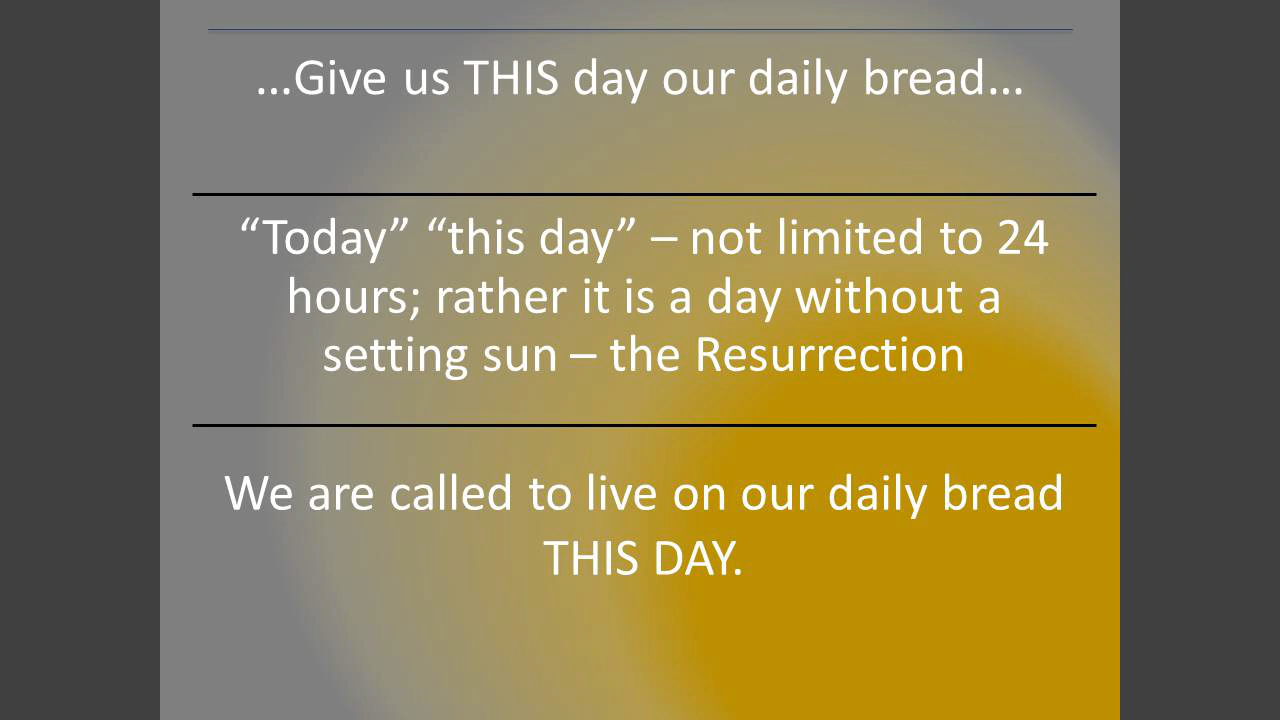 …Give us THIS day our daily bread…
“Today” “this day” – not limited to 24
hours; rather it is a day without a
setting sun – the Resurrection
We are called to live on our daily bread
THIS DAY.